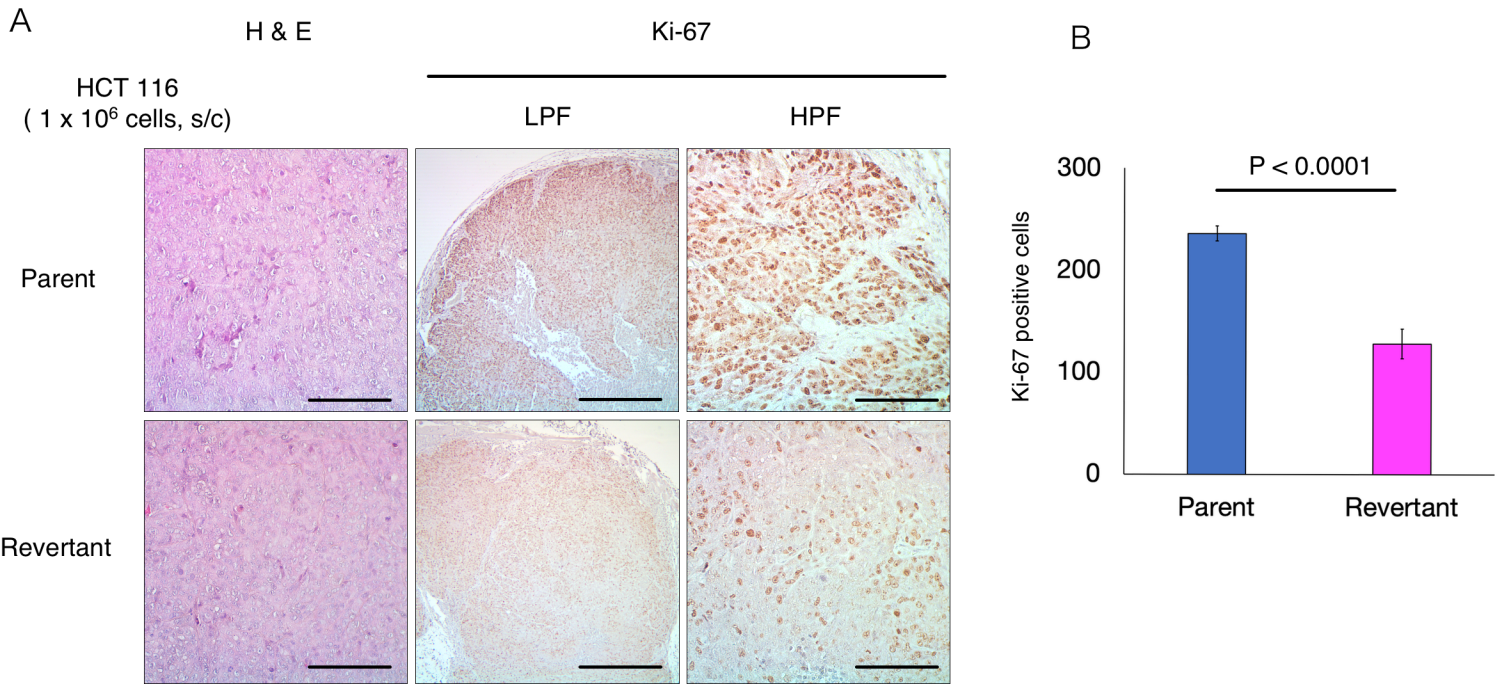 A
H & E
Ki-67
B
HCT 116
( 1 x 10⁶ cells, s/c)
LPF
HPF
Parent
Revertant
P < 0.0001
Ki-67 positive cells
300
200
100
0
Parent
Revertant